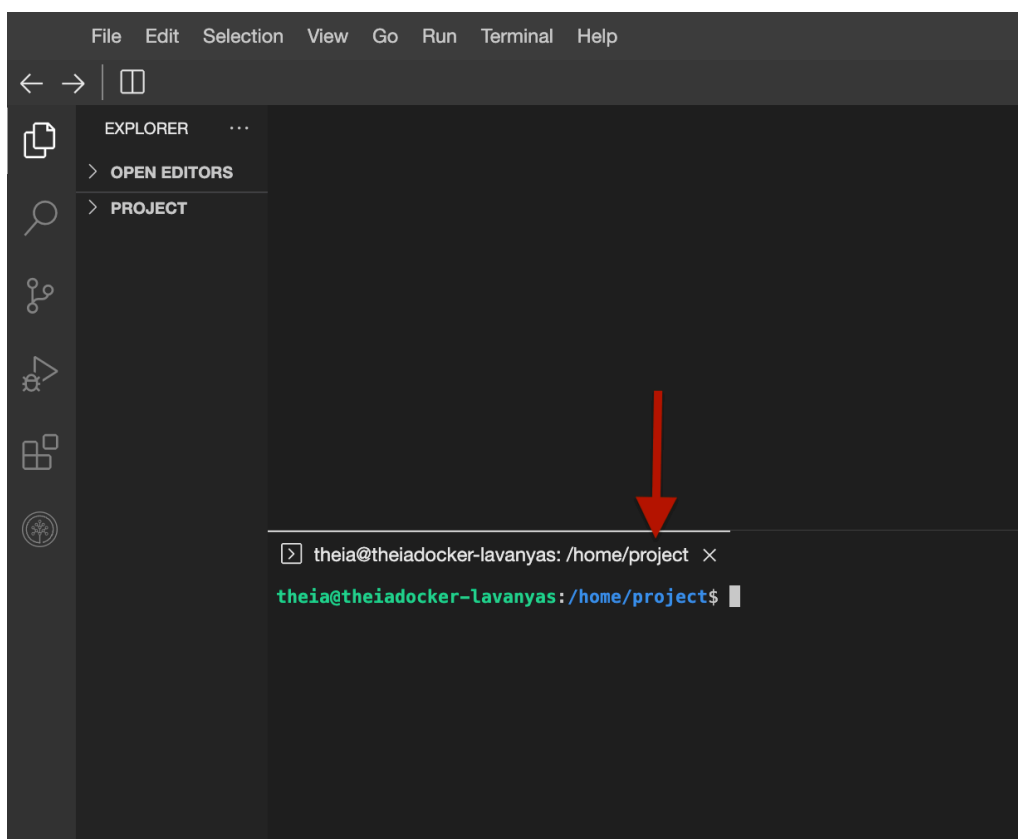 File Edit Selection View Go Run Terminal Help
EXPLORER
OPEN EDITORS
PROJECT
theia@theiadocker-lavanyas: /home/project
theia@theiadocker-lavanyas:/home/project$